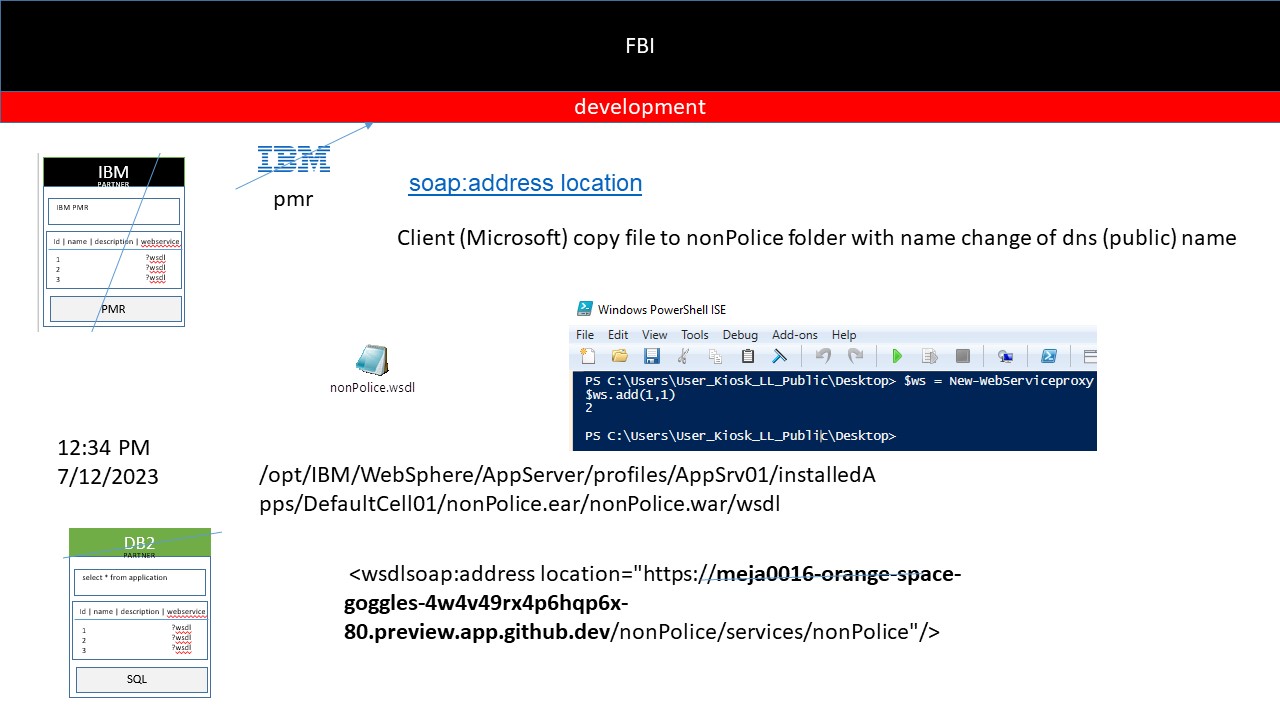 FBI
development
IBM
PARTNER
IBM PMR
Id | name | description | webservice
1 ?wsdl
2 ?wsdl
3 ?wsdl
PMR
IBM
pmr
soap:address location
Client (Microsoft) copy file to nonPolice folder with name change of dns (public) name
Windows PowerShell ISE
File Edit View Tools Debug Add-ons Help
PS C:\Users\User_Kiosk_LL_Public\Desktop> $ws = New-WebServiceproxy
$ws.add(1,1)
2
PS C:\Users\User_Kiosk_LL_Public\Desktop>
nonPolice.wsdl
12:34 PM
7/12/2023
/opt/IBM/WebSphere/AppServer/profiles/AppSrv01/installedA
pps/DefaultCell01/nonPolice.ear/nonPolice.war/wsdl
DB2
PARTNER
select * from application
Id | name | description | webservice
1 ?wsdl
2 ?wsdl
3 ?wsdl
SQL
<wsdlsoap:address location="https://meja0016-orange-space-
goggles-4w4v49rx4p6hqp6x-
80.preview.app.github.dev/nonPolice/services/nonPolice"/>